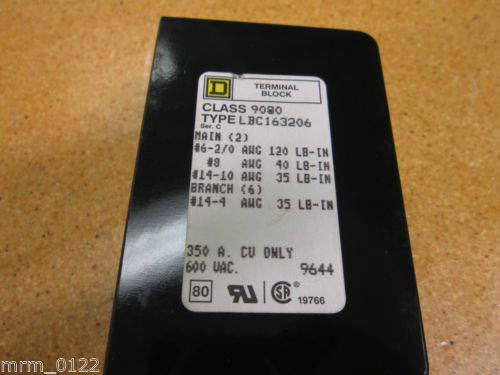 D
TERMINAL
BLOCK
CLASS 9080
TYPE LBC163206
Ser. C
MAIN (2)
#6-2/0 AWG 120 LB-IN
#8 AWG 40 LB-IN
#14-10 AWG 35 LB-IN
BRANCH (6)
#14-4 AWG 35 LB-IN
350 A. CU ONLY
600 VAC. 9644
80 RU ® SA 19766
mrm_0122